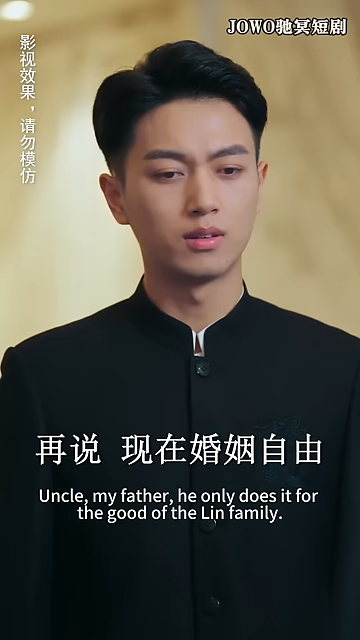 JOWO驰冥短剧
影视效果，请勿模仿
再说 现在婚姻自由
Uncle, my father, he only does it for
the good of the Lin family.